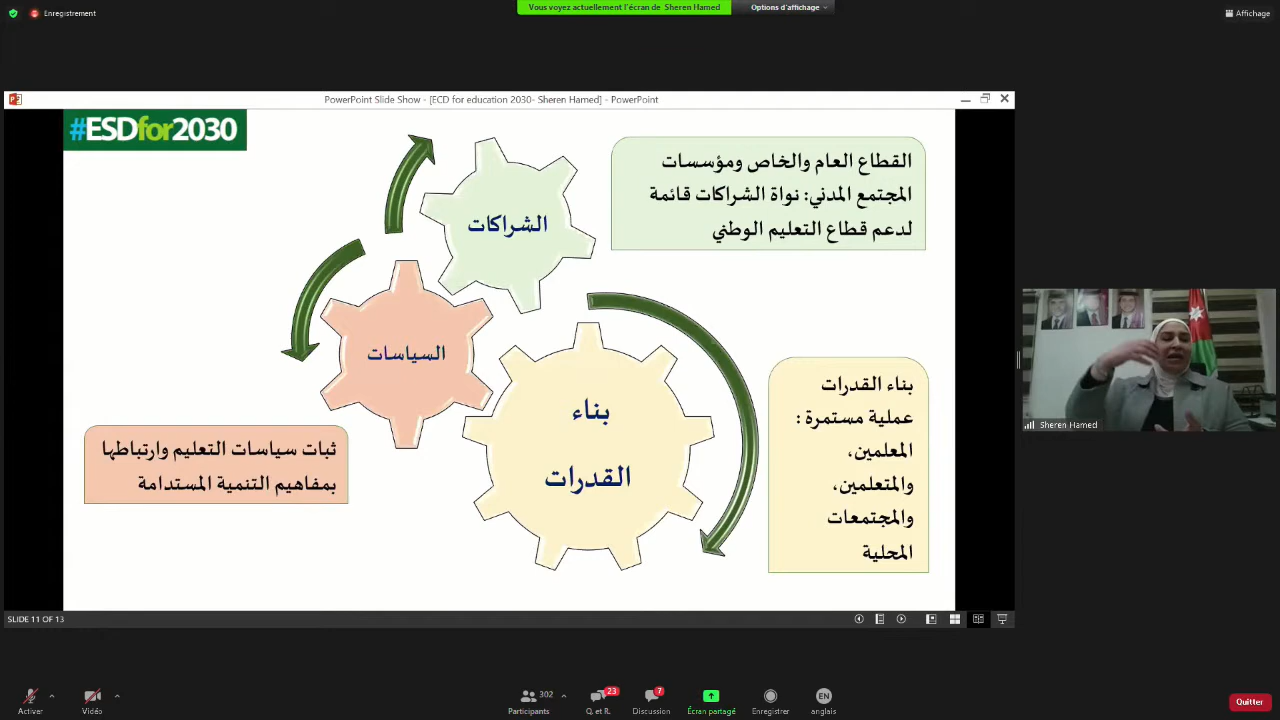 Enregistrement
Vous voyez actuellement l'écran de Sheren Hamed
Options d'affichage
Affichage
PowerPoint Slide Show - [ECD for education 2030- Sheren Hamed] - PowerPoint
#ESDfor2030
القطاع العام والخاص ومؤسسات
المجتمع المدني: نواة الشراكات قائمة
لدعم قطاع التعليم الوطني
الشراكات
السياسات
بناء
القدرات
بناء القدرات
عملية مستمرة :
المعلمين،
والمتعلمين،
والمجتمعات
المحلية
ثبات سياسات التعليم وارتباطها
بمفاهيم التنمية المستدامة
Sheren Hamed
SLIDE 11 OF 13
Activer
Vidéo
302
Participants
23
Q. et R.
7
Discussion
Écran partagé
Enregistrer
EN
anglais
Quitter